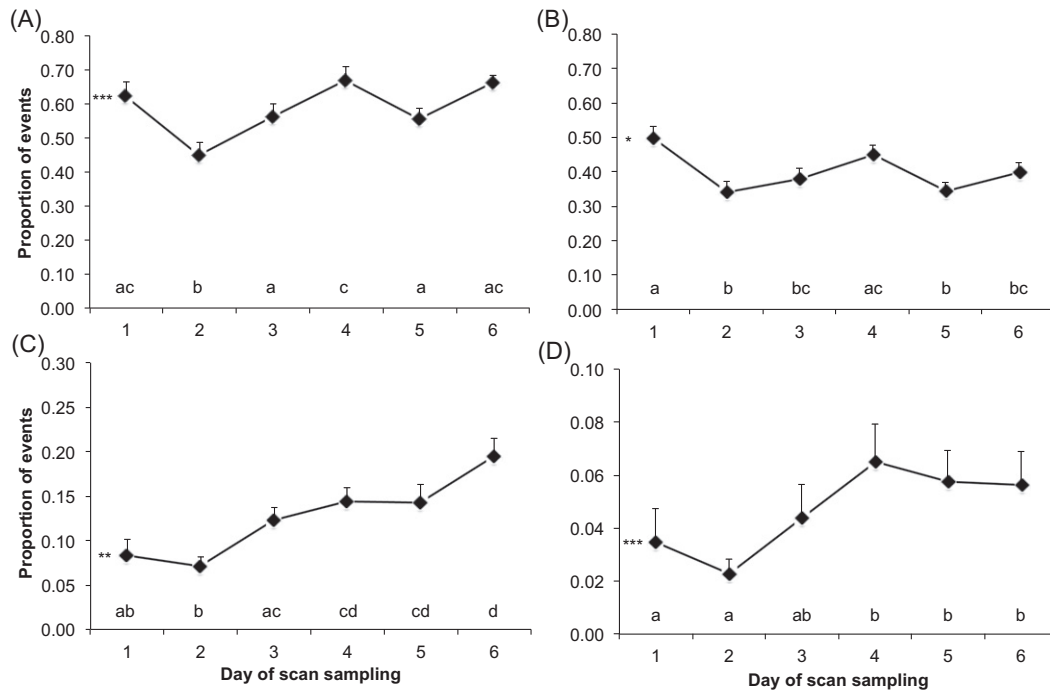 (A)
0.80
0.70
0.60
0.50
0.40
0.30
0.20
0.10
0.00
Proportion of events
***
ac b a c a ac
1 2 3 4 5 6
(B)
0.80
0.70
0.60
0.50
0.40
0.30
0.20
0.10
0.00
*
a b bc ac b bc
1 2 3 4 5 6
(C)
0.30
0.25
0.20
0.15
0.10
0.05
0.00
Proportion of events
**
ab b ac cd cd d
1 2 3 4 5 6
Day of scan sampling
(D)
0.10
0.08
0.06
0.04
0.02
0.00
***
a a ab b b b
1 2 3 4 5 6
Day of scan sampling